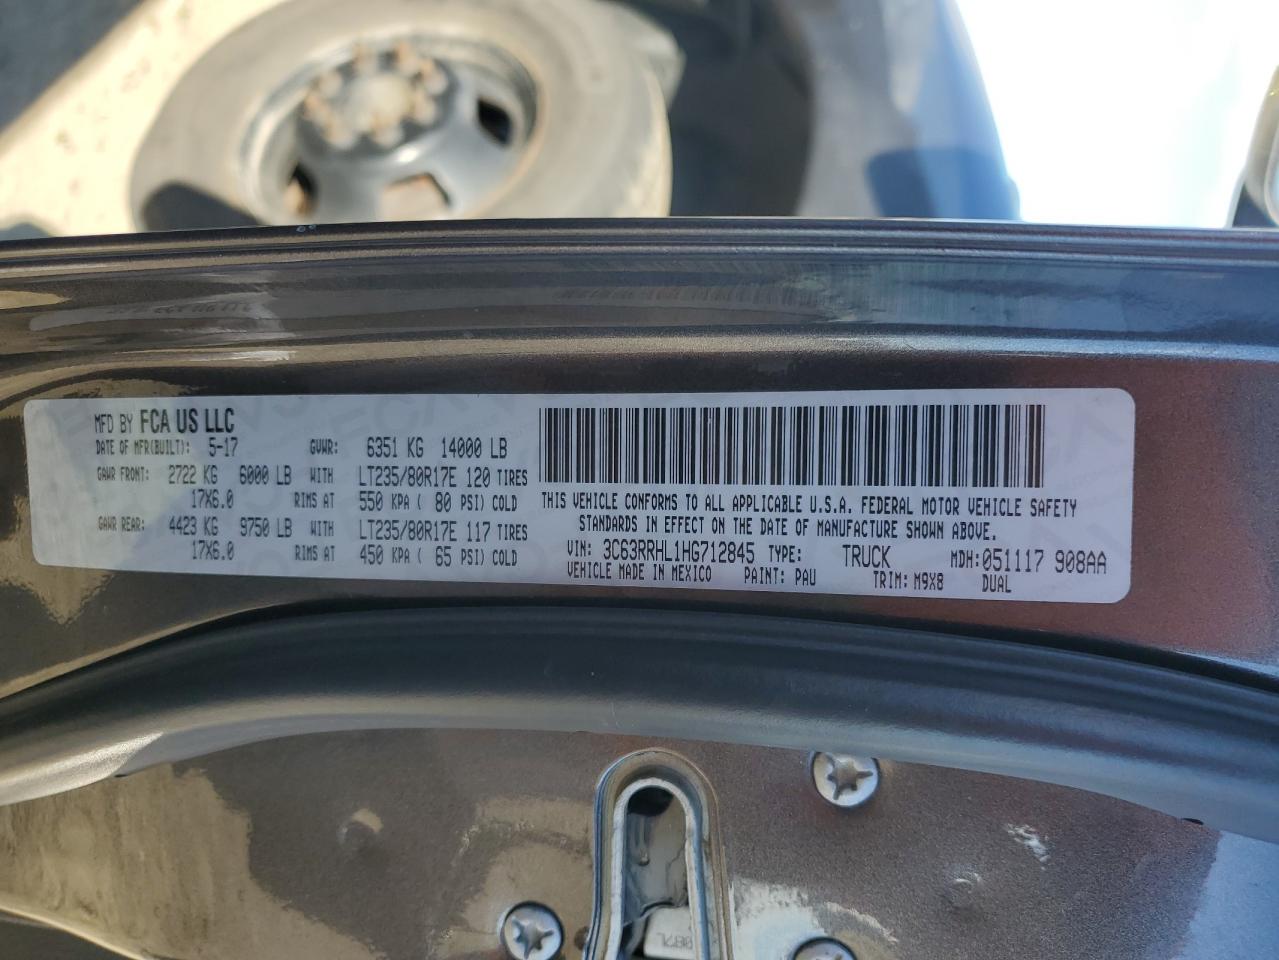 MFD BY FCA US LLC
DATE OF MFR(BUILT): 5-17 GVWR: 6351 KG 14000 LB
GAWR FRONT: 2722 KG 6000 LB WITH LT235/80R17E 120 TIRES
17X6.0 RIMS AT 550 KPA ( 80 PSI) COLD
GAWR REAR: 4423 KG 9750 LB WITH LT235/80R17E 117 TIRES
17X6.0 RIMS AT 450 KPA ( 65 PSI) COLD
THIS VEHICLE CONFORMS TO ALL APPLICABLE U.S.A. FEDERAL MOTOR VEHICLE SAFETY
STANDARDS IN EFFECT ON THE DATE OF MANUFACTURE SHOWN ABOVE.
VIN: 3C63RRHL1HG712845 TYPE: TRUCK MDH: 051117 908AA
VEHICLE MADE IN MEXICO PAINT: PAU TRIM: M9X8 DUAL